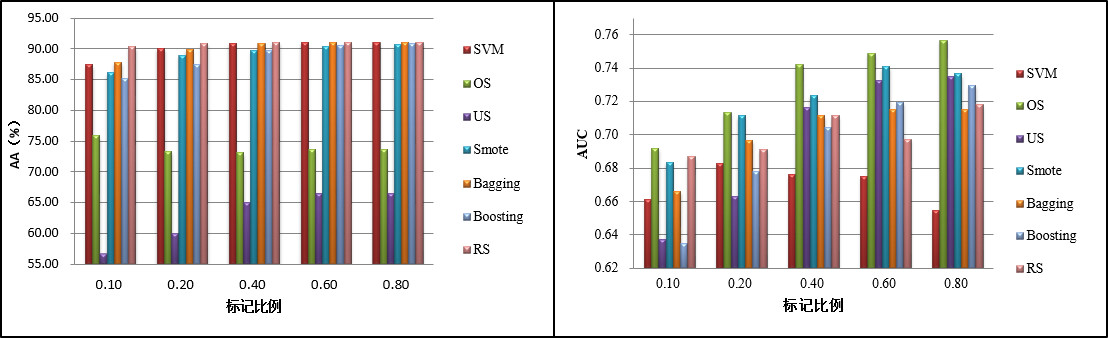 95.00
90.00
85.00
80.00
75.00
70.00
65.00
60.00
55.00
AA (%)
0.10 0.20 0.40 0.60 0.80
标记比例
SVM
OS
US
Smote
Bagging
Boosting
RS
0.76
0.74
0.72
0.70
0.68
0.66
0.64
0.62
AUC
0.10 0.20 0.40 0.60 0.80
标记比例
SVM
OS
US
Smote
Bagging
Boosting
RS